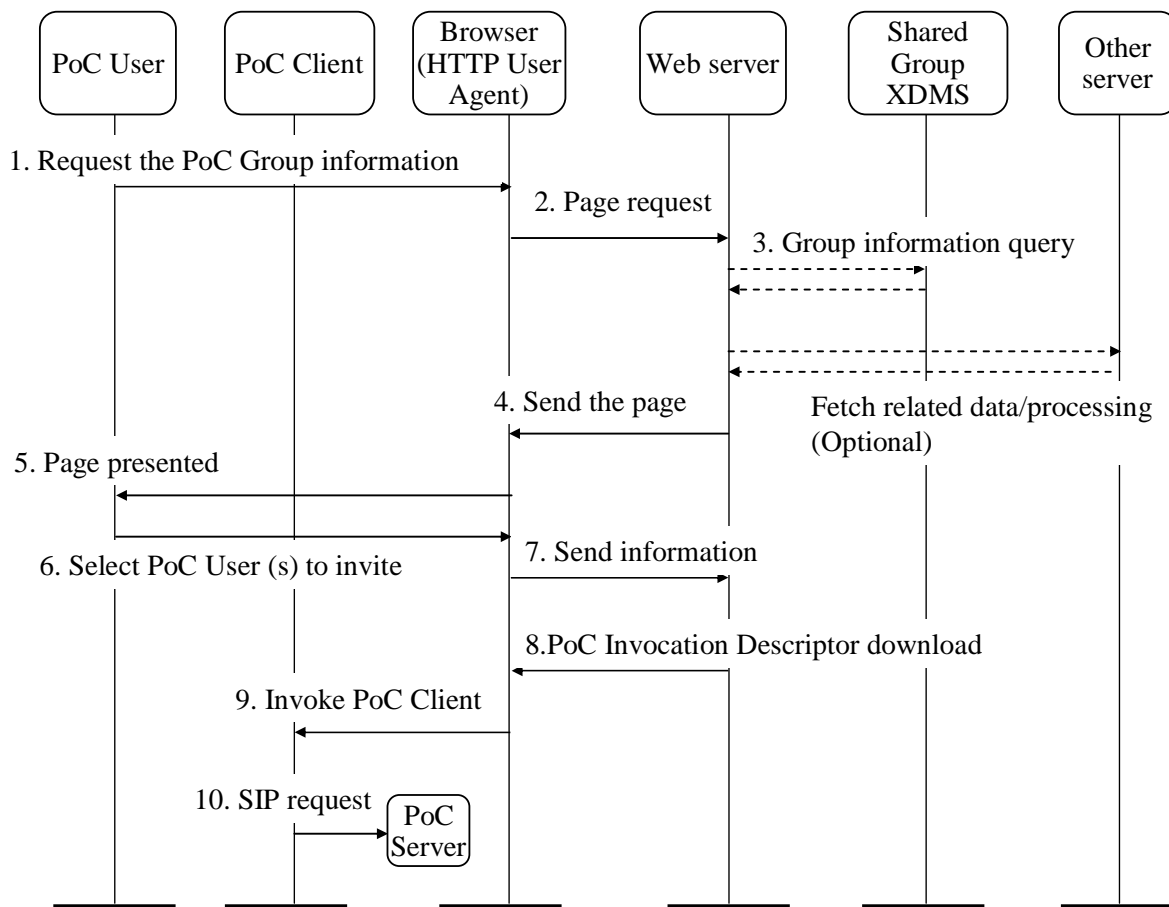 PoC User
PoC Client
Browser
(HTTP User
Agent)
Web server
Shared
Group
XDMS
Other
server
1. Request the PoC Group information
2. Page request
3. Group information query
4. Send the page
Fetch related data/processing
(Optional)
5. Page presented
6. Select PoC User (s) to invite
7. Send information
8.PoC Invocation Descriptor download
9. Invoke PoC Client
10. SIP request
PoC
Server